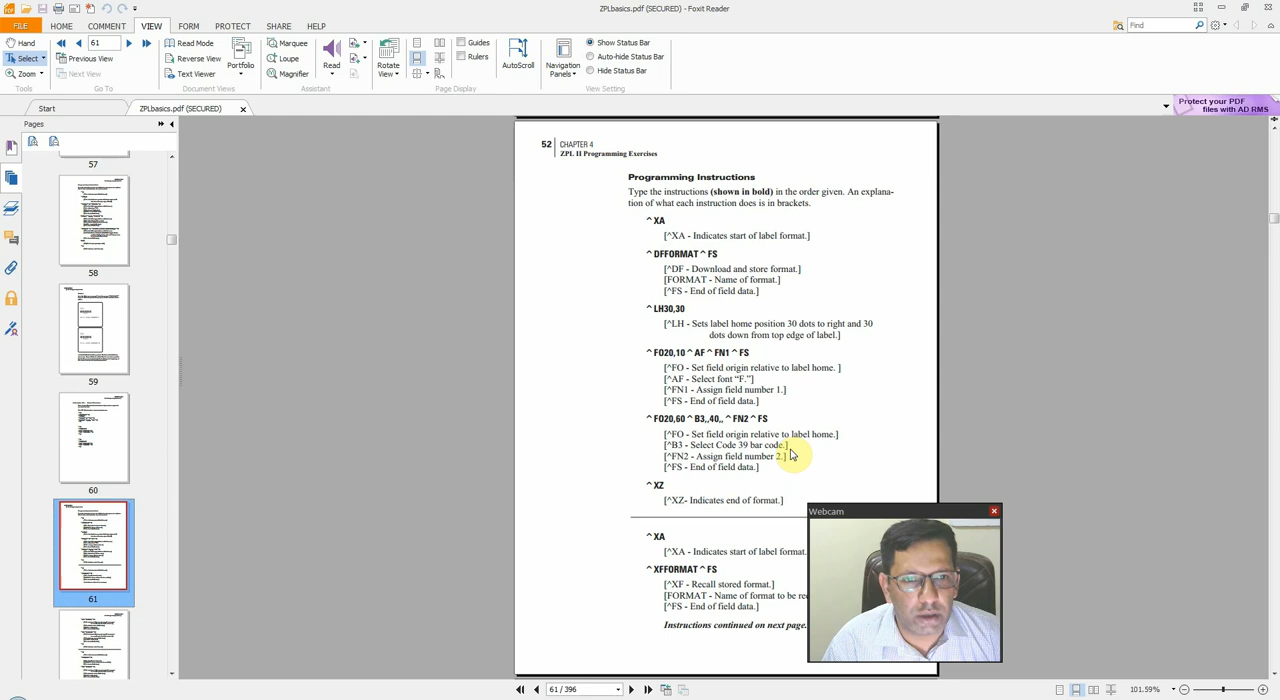 ZPLbasics.pdf (SECURED) - Foxit Reader
FILE HOME COMMENT VIEW FORM PROTECT SHARE HELP
Find
Hand
61
Read Mode
Marquee
Guides
Show Status Bar
Select
Previous View
Reverse View
Loupe
Rulers
Auto-hide Status Bar
Zoom
Next View
Text Viewer
Portfolio
Magnifier
Read
Rotate
View
AutoScroll
Navigation
Panels
Hide Status Bar
Tools
Go To
Document Views
Assistant
Page Display
View Setting
Start
ZPLbasics.pdf (SECURED)
Protect your PDF
files with AD RMS
Pages
57
58
59
60
61
52 CHAPTER 4
ZPL II Programming Exercises
Programming Instructions
Type the instructions (shown in bold) in the order given. An explana-
tion of what each instruction does is in brackets.
^XA
[^XA - Indicates start of label format.]
^DFFORMAT^FS
[^DF - Download and store format.]
[FORMAT - Name of format.]
[^FS - End of field data.]
^LH30,30
[^LH - Sets label home position 30 dots to right and 30
dots down from top edge of label.]
^FO20,10^AF^FN1^FS
[^FO - Set field origin relative to label home. ]
[^AF - Select font “F.”]
[^FN1 - Assign field number 1.]
[^FS - End of field data.]
^FO20,60^B3,,40,,^FN2^FS
[^FO - Set field origin relative to label home.]
[^B3 - Select Code 39 bar code.]
[^FN2 - Assign field number 2.]
[^FS - End of field data.]
^XZ
[^XZ- Indicates end of format.]
^XA
[^XA - Indicates start of label format.
^XFFORMAT^FS
[^XF - Recall stored format.]
[FORMAT - Name of format to be rec
[^FS - End of field data.]
Instructions continued on next page.
Webcam
61 / 396
101.59%